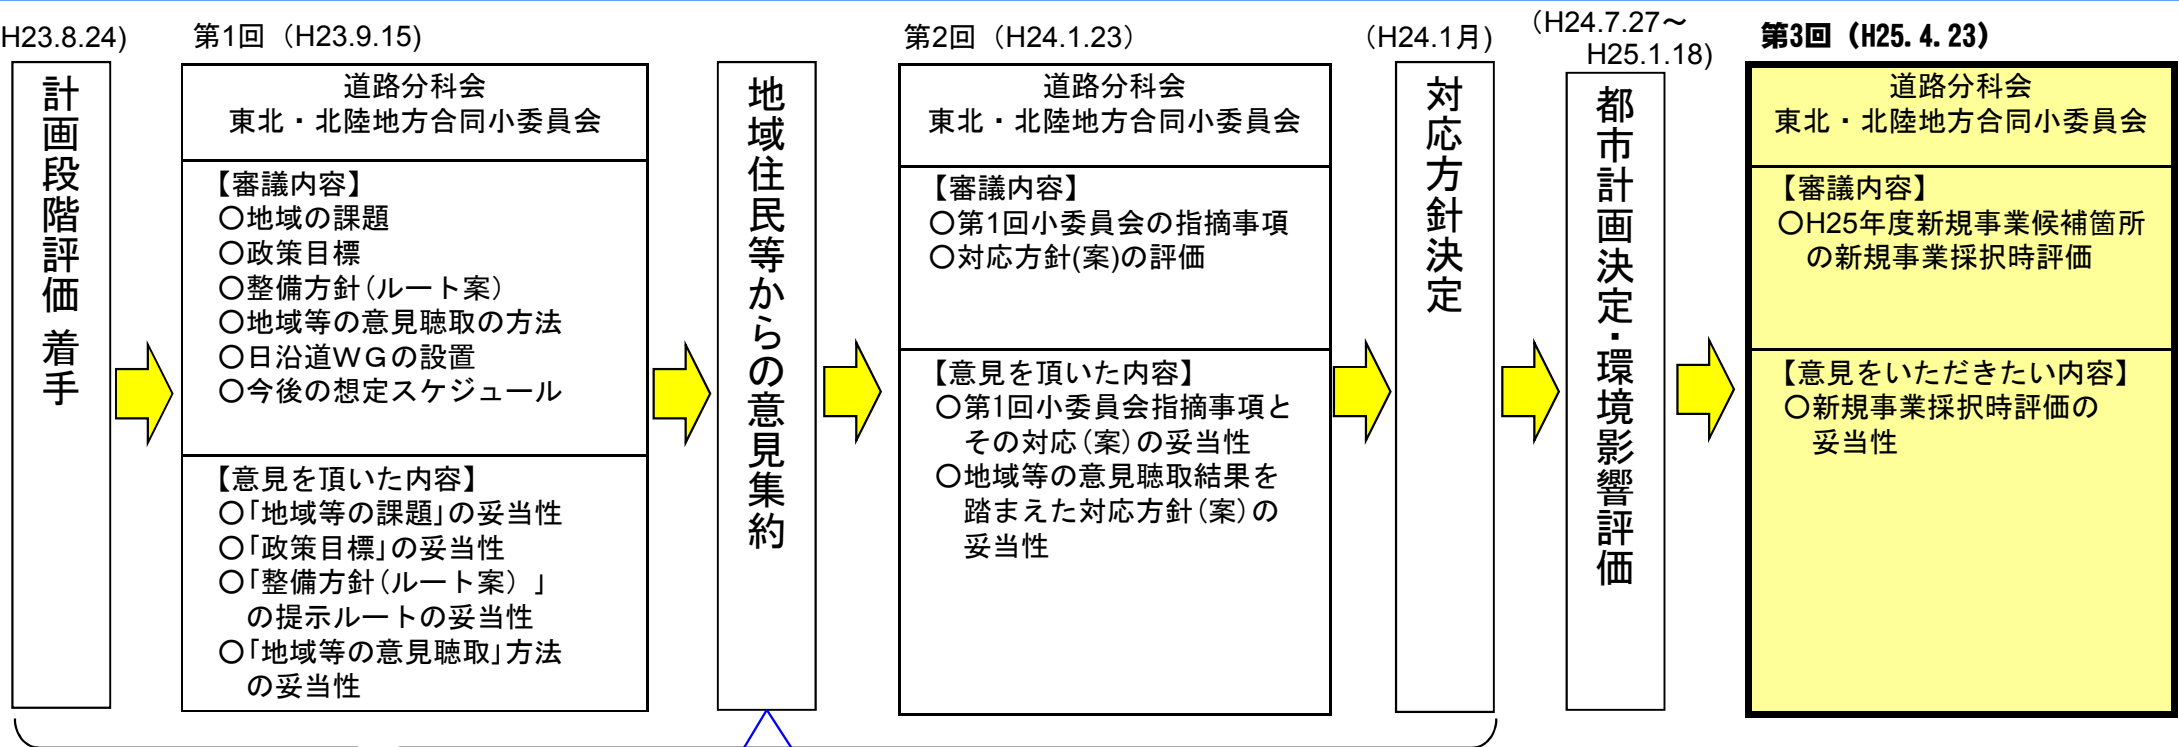 H23.8.24)
計画段階評価 着手
第1回（H23.9.15)
道路分科会
東北・北陸地方合同小委員会
【審議内容】
○地域の課題
○政策目標
○整備方針(ルート案)
○地域等の意見聴取の方法
○日沿道ＷＧの設置
○今後の想定スケジュール
【意見を頂いた内容】
○｢地域等の課題｣の妥当性
○｢政策目標｣の妥当性
○｢整備方針(ルート案）｣
の提示ルートの妥当性
○｢地域等の意見聴取｣方法
の妥当性
地域住民等からの意見集約
第2回（H24.1.23）
道路分科会
東北・北陸地方合同小委員会
【審議内容】
○第1回小委員会の指摘事項
○対応方針(案)の評価
【意見を頂いた内容】
○第1回小委員会指摘事項と
その対応(案)の妥当性
○地域等の意見聴取結果を
踏まえた対応方針(案)の
妥当性
（H24.1月)
対応方針決定
（H24.7.27～
H25.1.18)
都市計画決定・環境影響評価
第3回（H25.4.23）
道路分科会
東北・北陸地方合同小委員会
【審議内容】
○H25年度新規事業候補箇所
の新規事業採択時評価
【意見をいただきたい内容】
○新規事業採択時評価の
妥当性